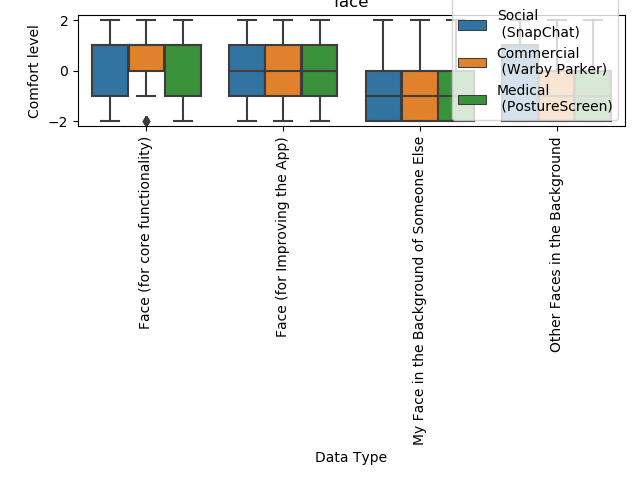 face
Social
(SnapChat)
Commercial
(Warby Parker)
Medical
(PostureScreen)
Comfort level
2
0
−2
Face (for core functionality)
Face (for Improving the App)
My Face in the Background of Someone Else
Other Faces in the Background
Data Type